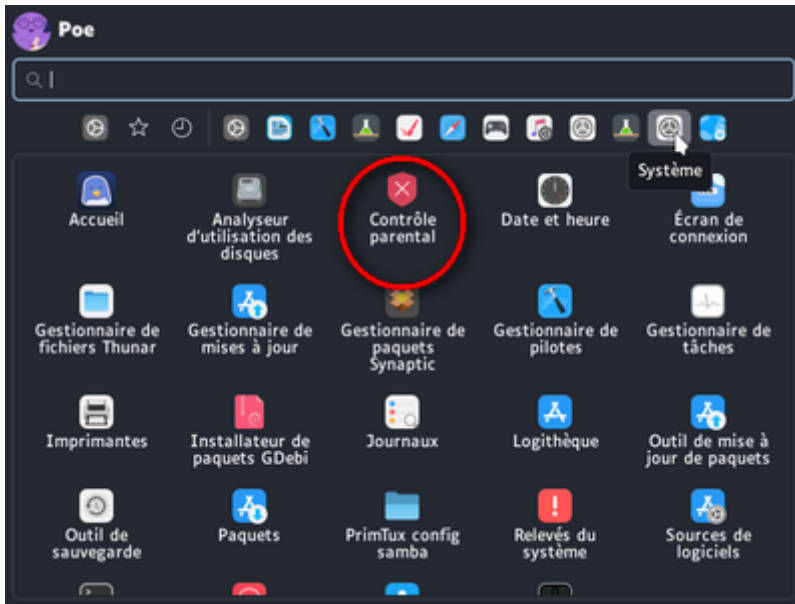 Poe
Système
Accueil
Analyseur
d'utilisation des
disques
Contrôle
parental
Date et heure
Écran de
connexion
Gestionnaire de
fichiers Thunar
Gestionnaire de
mises à jour
Gestionnaire de
paquets
Synaptic
Gestionnaire de
pilotes
Gestionnaire de
tâches
Imprimantes
Installateur de
paquets GDebi
Journaux
Logithèque
Outil de mise à
jour de paquets
Outil de
sauvegarde
Paquets
PrimTux config
samba
Relevés du
système
Sources de
logiciels